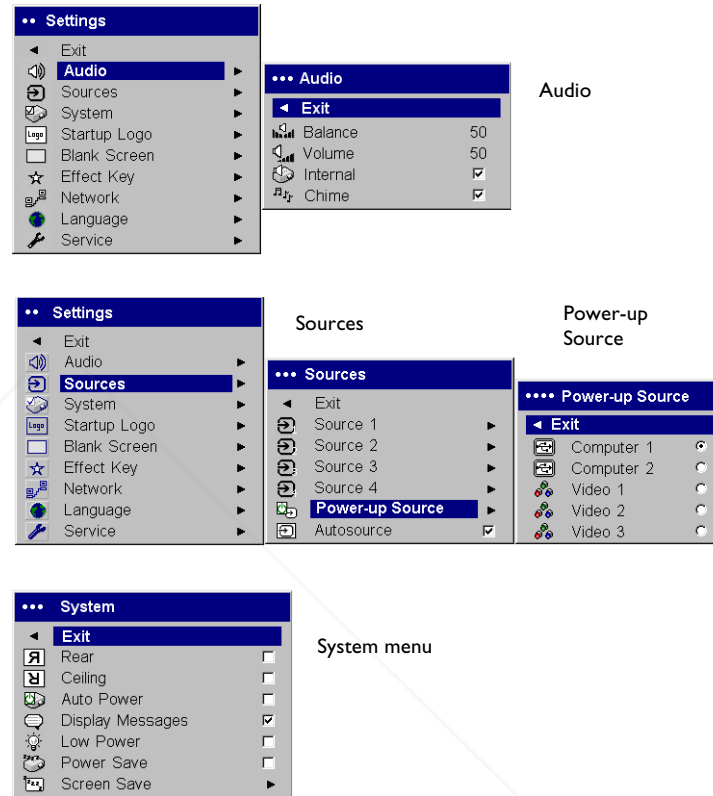 Settings
Exit
Audio
Sources
System
Logo Startup Logo
Blank Screen
Effect Key
Network
Language
Service
Audio
Exit
Balance 50
Volume 50
Internal
Chime
Audio
Settings
Exit
Audio
Sources
System
Logo Startup Logo
Blank Screen
Effect Key
Network
Language
Service
Sources
Sources
Exit
Source 1
Source 2
Source 3
Source 4
Power-up Source
Autosource
Power-up
Source
Power-up Source
Exit
Computer 1
Computer 2
Video 1
Video 2
Video 3
System
Exit
Rear
Ceiling
Auto Power
Display Messages
Low Power
Power Save
Screen Save
System menu